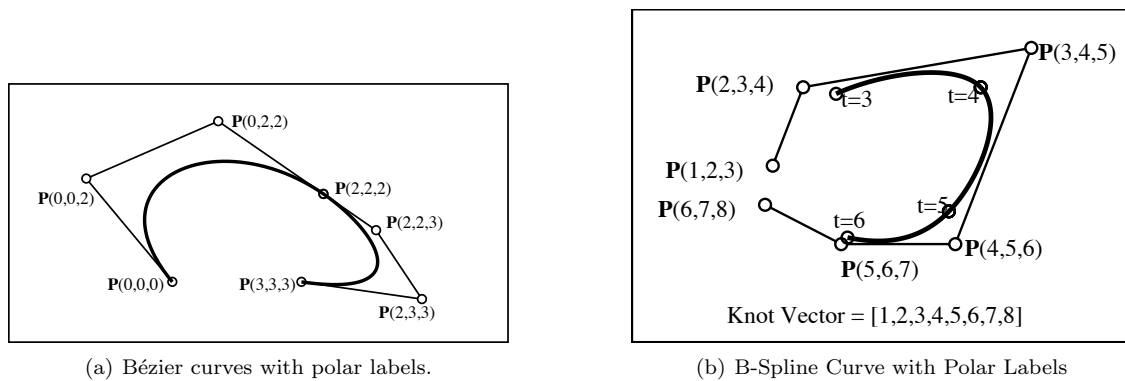 P(0,2,2)
P(0,0,2)
P(2,2,2)
P(2,2,3)
P(0,0,0)
P(3,3,3)
P(2,3,3)
(a) Bézier curves with polar labels.
P(3,4,5)
P(2,3,4)
t=3
t=4
P(1,2,3)
P(6,7,8)
t=5
t=6
P(4,5,6)
P(5,6,7)
Knot Vector = [1,2,3,4,5,6,7,8]
(b) B-Spline Curve with Polar Labels